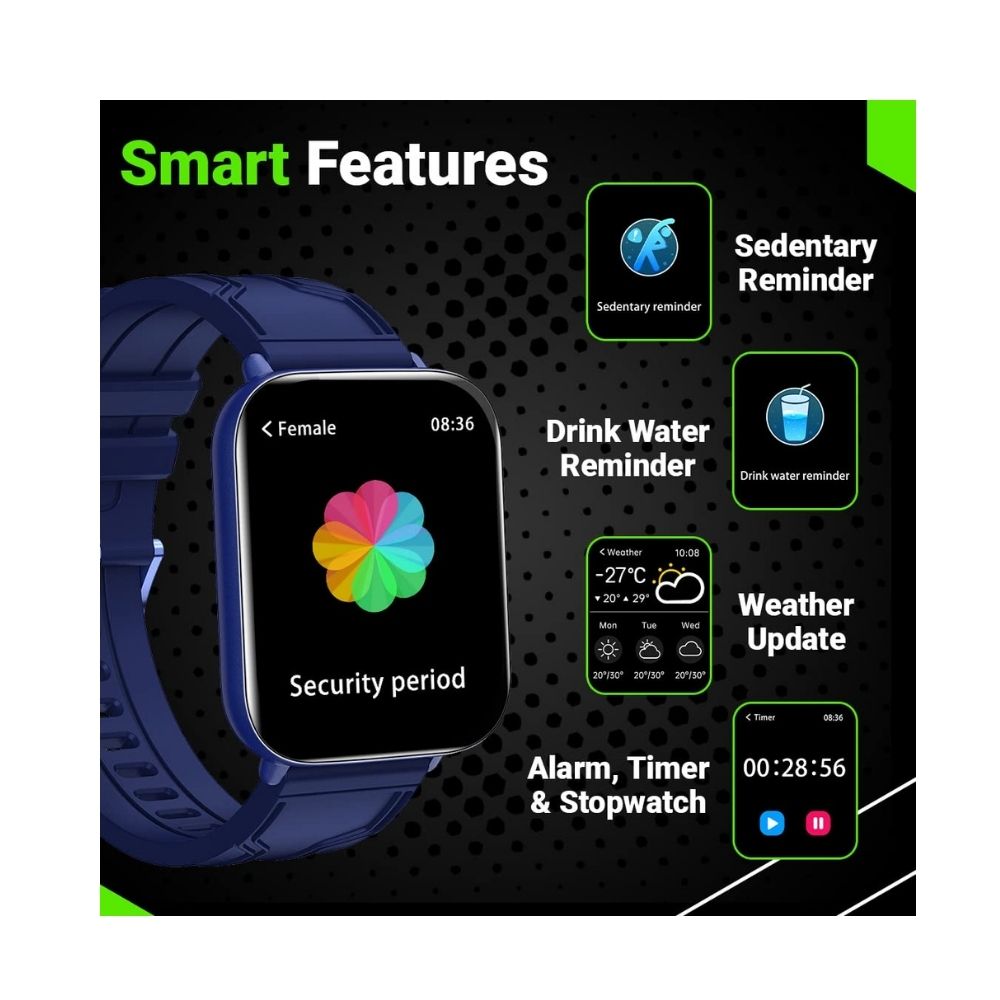 Smart Features
Sedentary reminder
Sedentary
Reminder
< Female 08:36
Security period
Drink Water
Reminder
Drink water reminder
< Weather 10:08
-27°C
▾ 20° ▴ 29°
Mon Tue Wed
20°/30° 20°/30° 20°/30°
Weather
Update
Alarm, Timer
& Stopwatch
< Timer 08:36
00:28:56